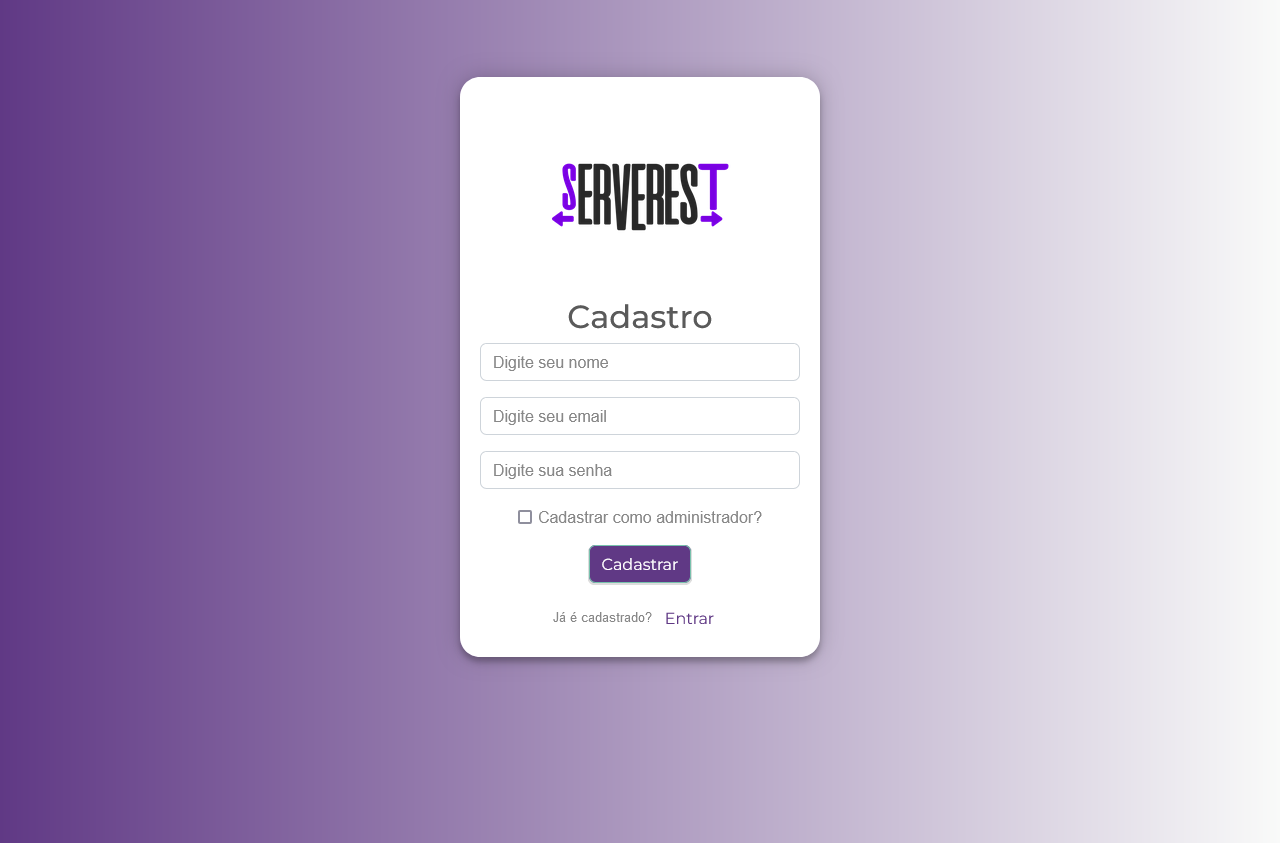 SERVEREST
Cadastro
Digite seu nome
Digite seu email
Digite sua senha
Cadastrar como administrador?
Cadastrar
Já é cadastrado? Entrar